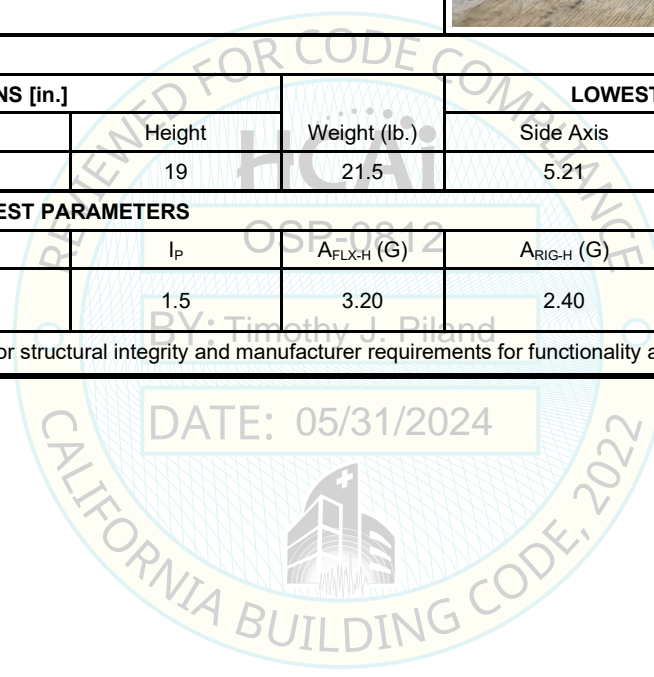 NS [in.] LOWEST
Height Weight (lb.) Side Axis
19 21.5 5.21
EST PARAMETERS
IP AFLX-H (G) ARIG-H (G)
1.5 3.20 2.40
or structural integrity and manufacturer requirements for functionality a
REVIEWED FOR CODE COMPLIANCE
HCAi
OSP-0812
BY: Timothy J. Piland
DATE: 05/31/2024
CALIFORNIA BUILDING CODE, 2022